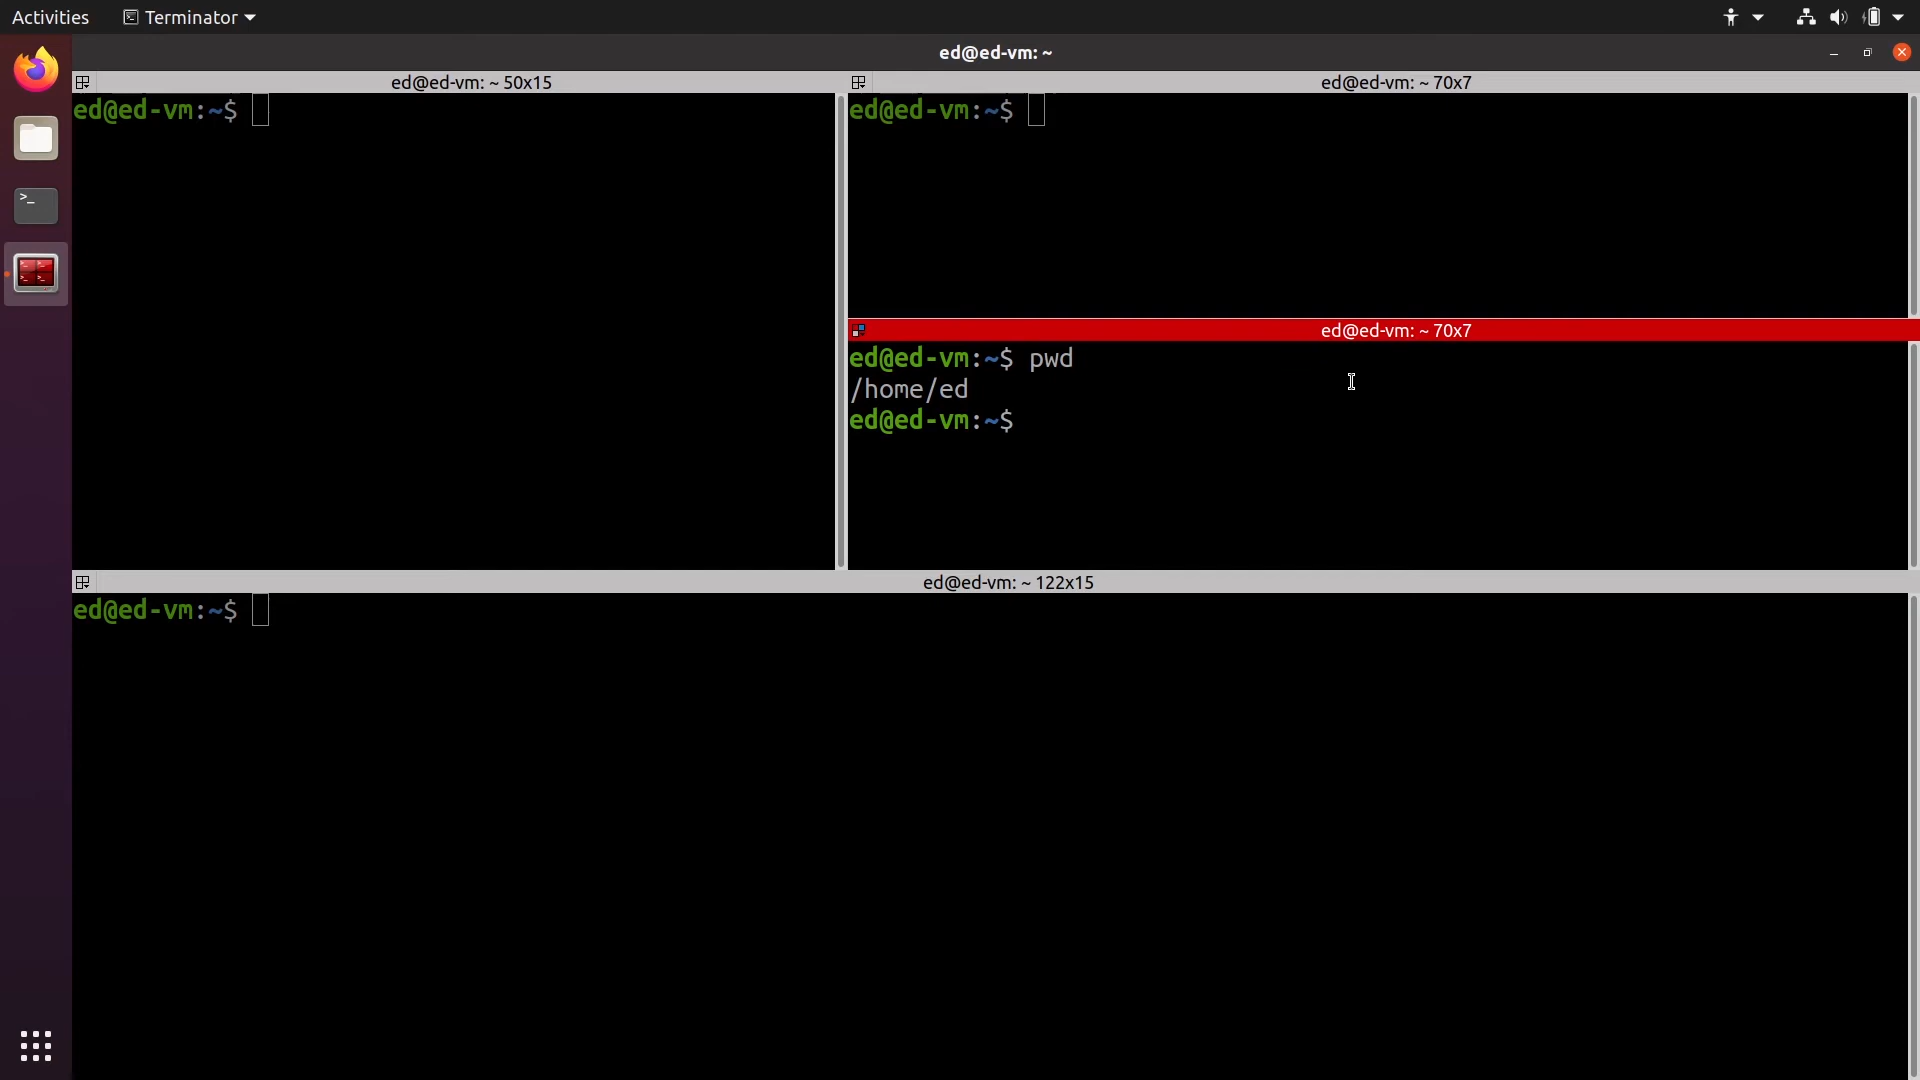 Activities
Terminator
ed@ed-vm: ~
ed@ed-vm: ~ 50x15
ed@ed-vm:~$
ed@ed-vm: ~ 70x7
ed@ed-vm:~$
ed@ed-vm: ~ 70x7
ed@ed-vm:~$ pwd
/home/ed
ed@ed-vm:~$
ed@ed-vm: ~ 122x15
ed@ed-vm:~$